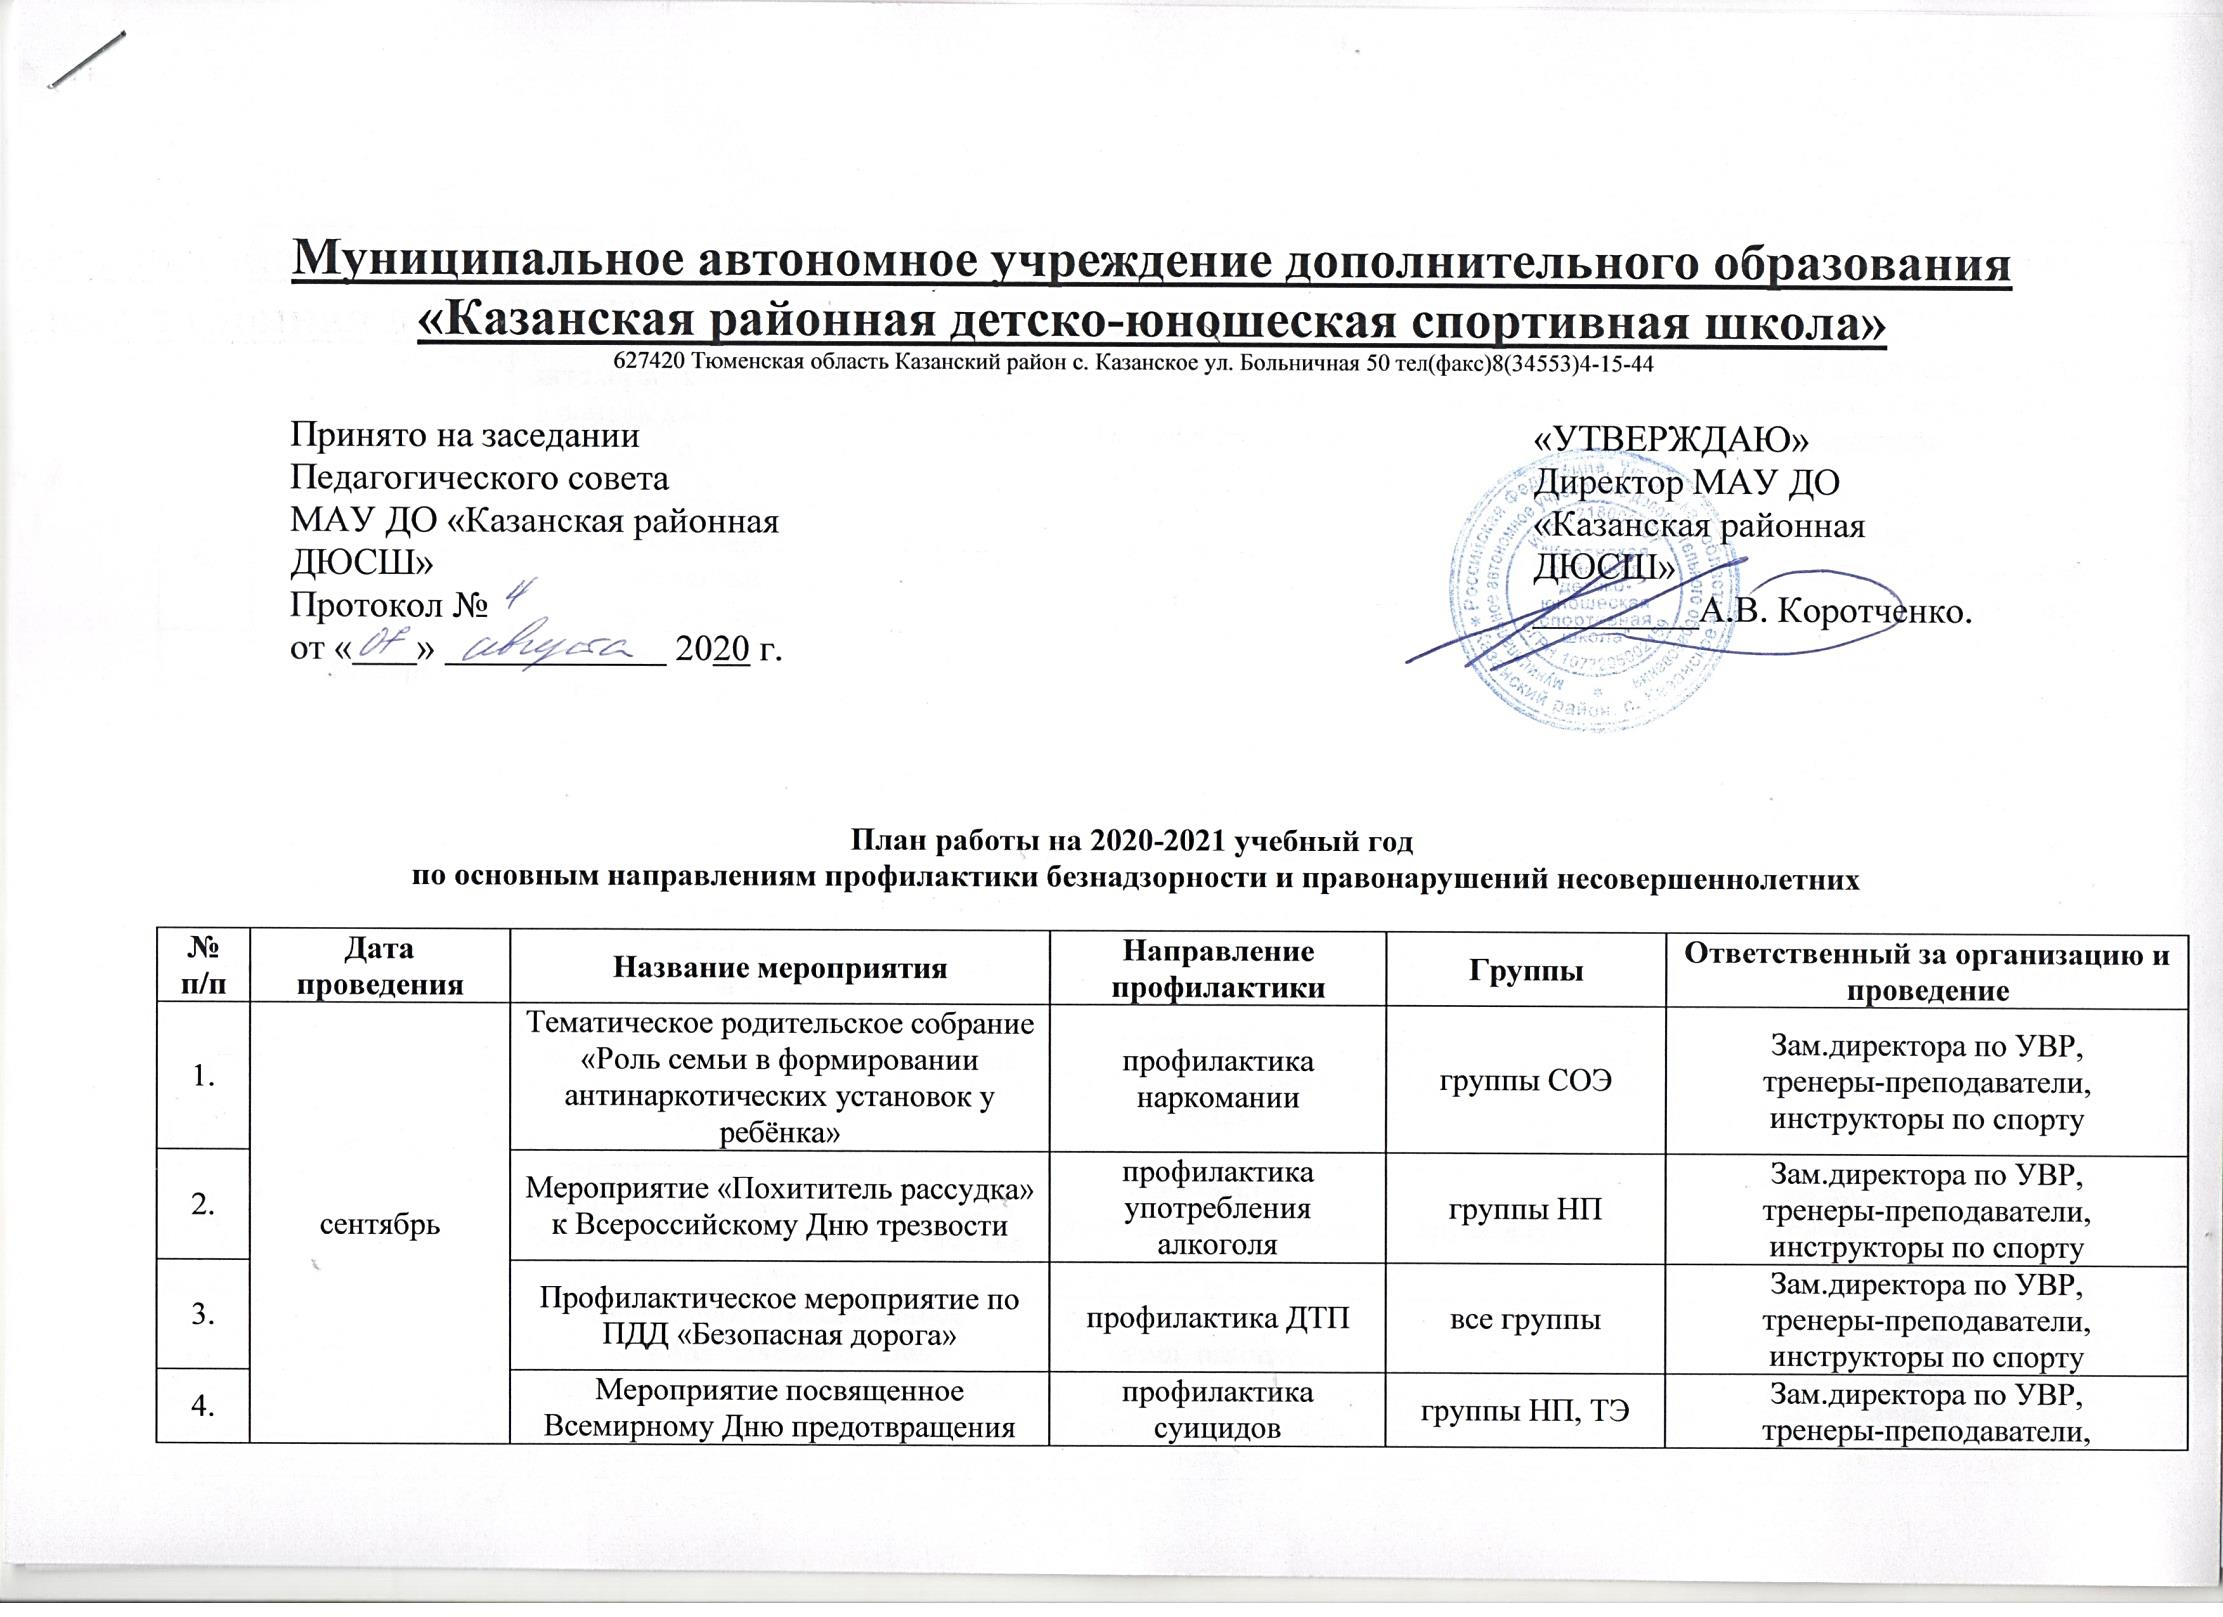 Муниципальное автономное учреждение дополнительного образования
«Казанская районная детско-юношеская спортивная школа»
627420 Тюменская область Казанский район с. Казанское ул. Больничная 50 тел(факс)8(34553)4-15-44
Принято на заседании
Педагогического совета
МАУ ДО «Казанская районная
ДЮСШ»
Протокол № 4
от «07» августа 2020 г.
«УТВЕРЖДАЮ»
Директор МАУ ДО
«Казанская районная
ДЮСШ»
А.В. Коротченко.
План работы на 2020-2021 учебный год
по основным направлениям профилактики безнадзорности и правонарушений несовершеннолетних
№ п/п
Дата проведения
Название мероприятия
Направление профилактики
Группы
Ответственный за организацию и проведение
1.
сентябрь
Тематическое родительское собрание
«Роль семьи в формировании
антинаркотических установок у
ребёнка»
профилактика
наркомании
группы СОЭ
Зам.директора по УВР,
тренеры-преподаватели,
инструкторы по спорту
2.
Мероприятие «Похититель рассудка»
к Всероссийскому Дню трезвости
профилактика
употребления
алкоголя
группы НП
Зам.директора по УВР,
тренеры-преподаватели,
инструкторы по спорту
3.
Профилактическое мероприятие по
ПДД «Безопасная дорога»
профилактика ДТП
все группы
Зам.директора по УВР,
тренеры-преподаватели,
инструкторы по спорту
4.
Мероприятие посвященное
Всемирному Дню предотвращения
профилактика
суицидов
группы НП, ТЭ
Зам.директора по УВР,
тренеры-преподаватели,